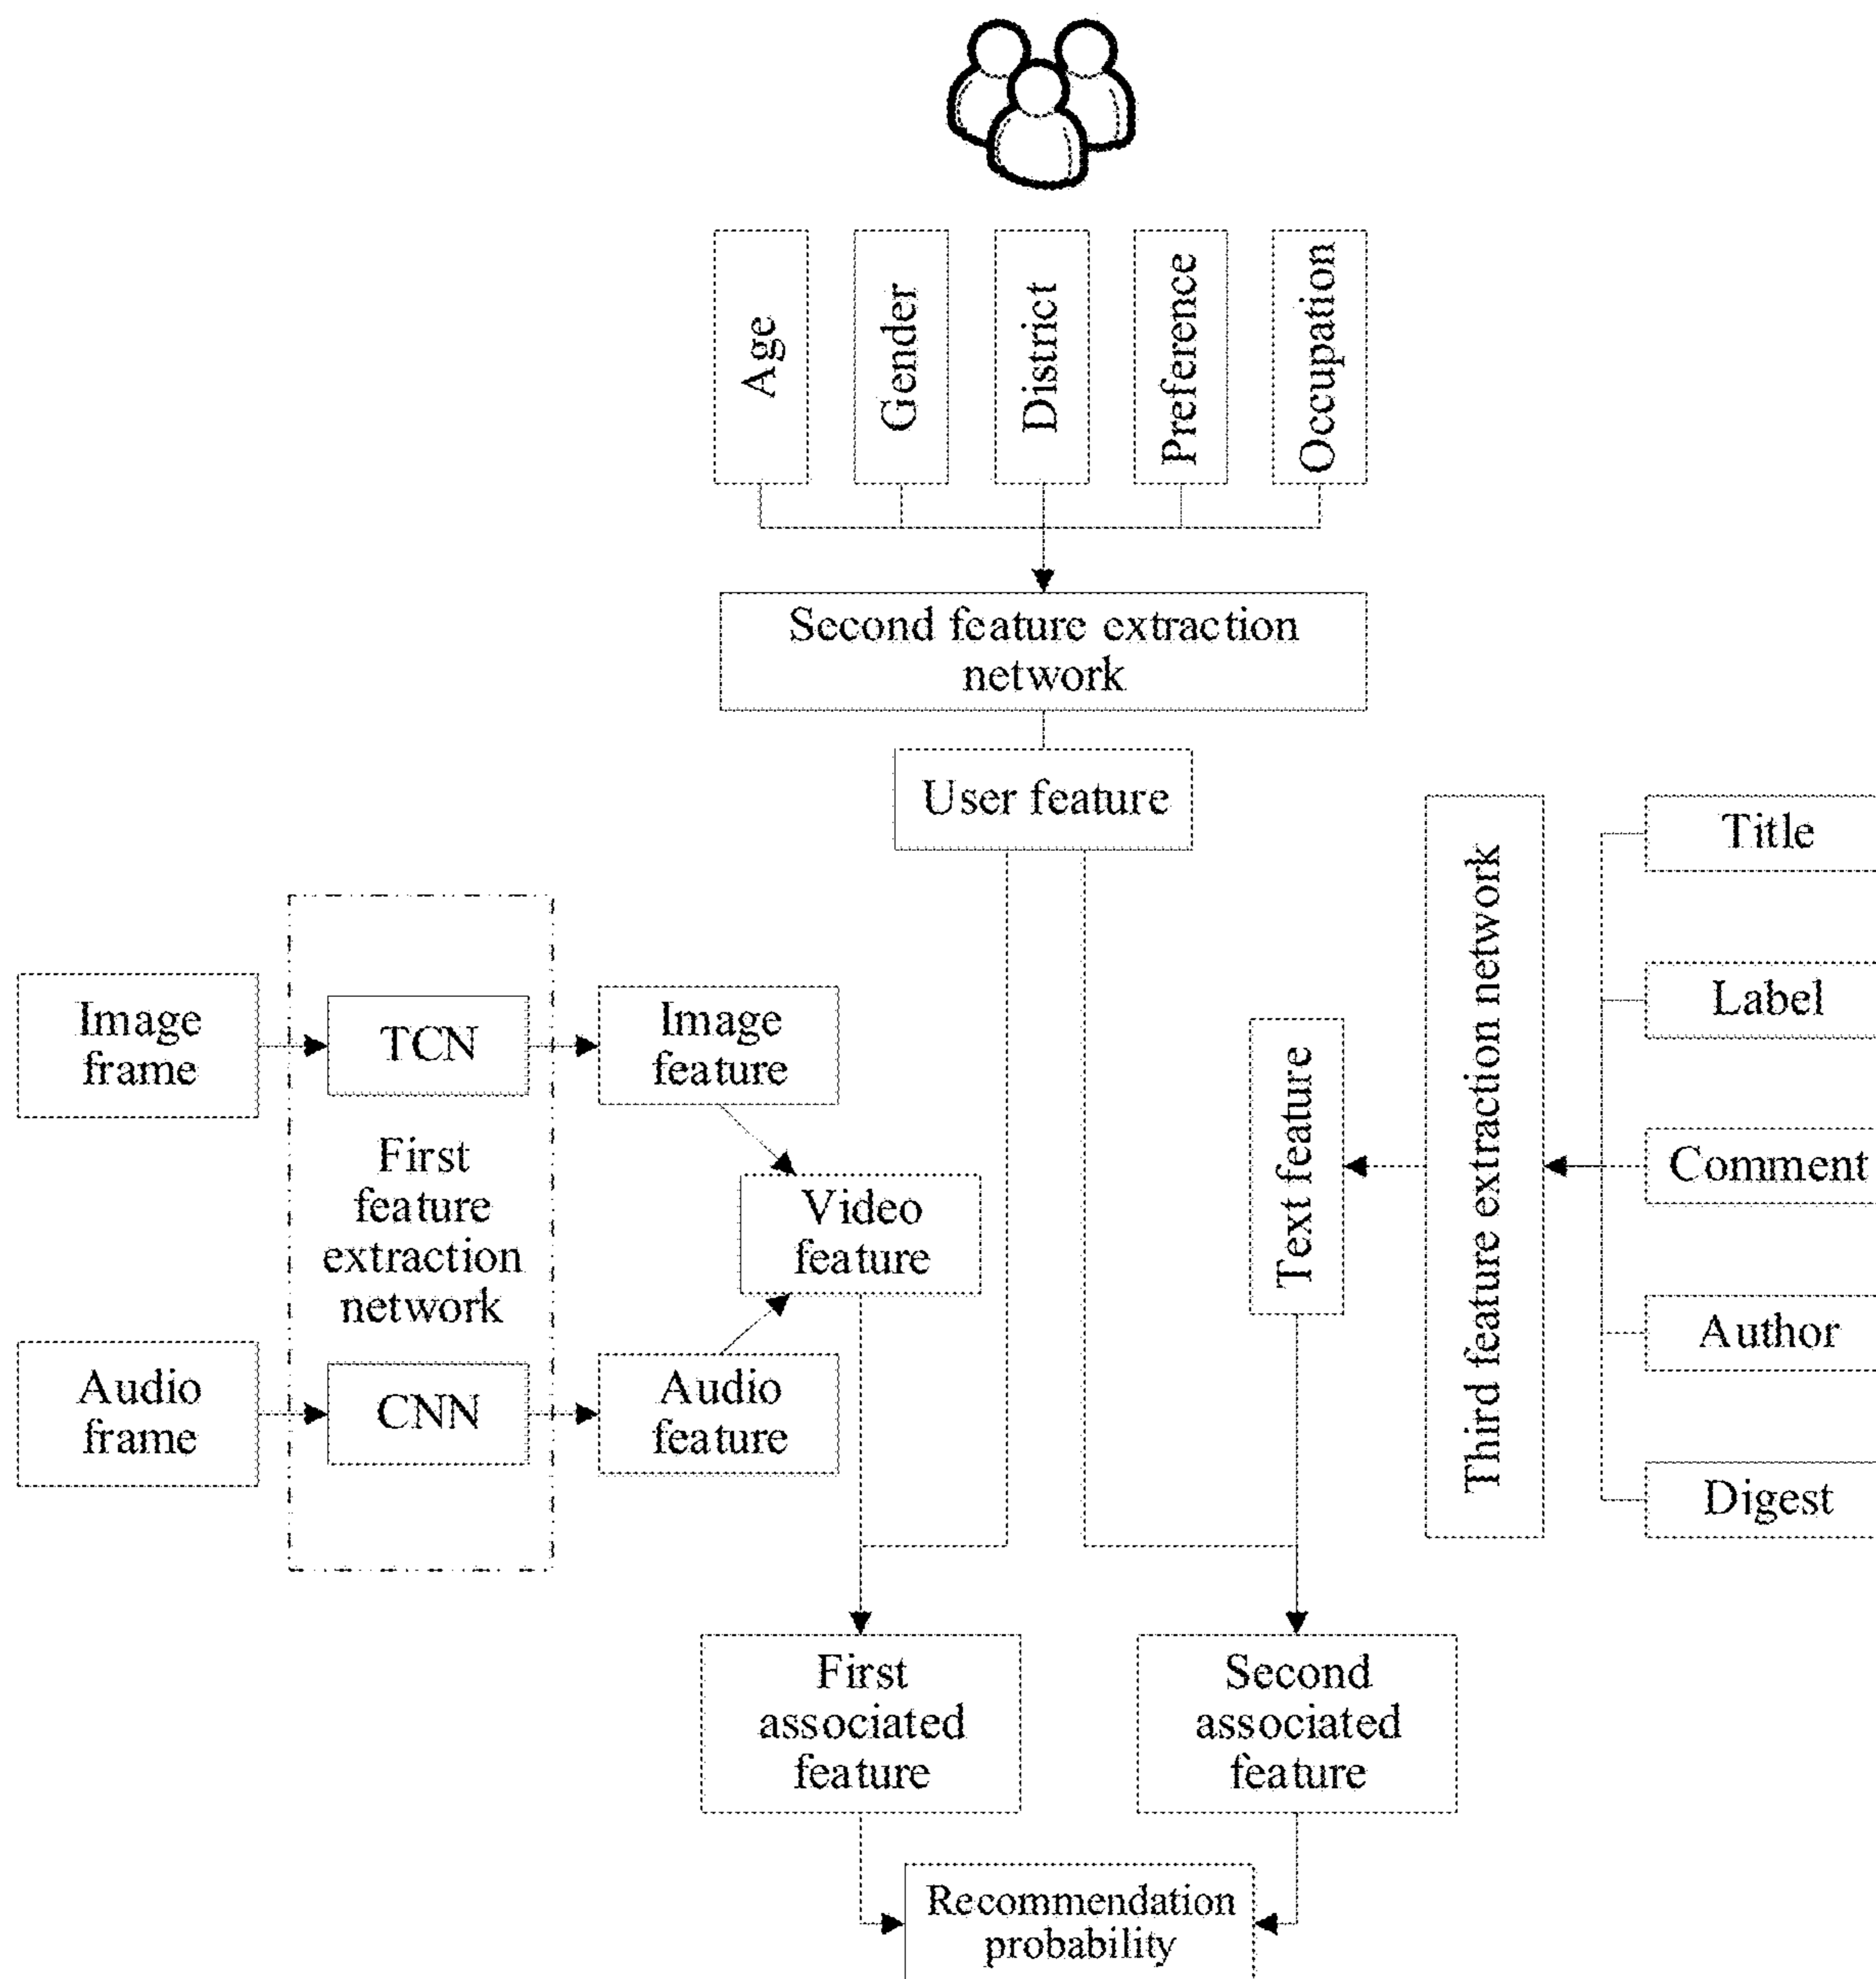 Age
Gender
District
Preference
Occupation
Second feature extraction
network
User feature
Title
Label
Comment
Author
Digest
Third feature extraction network
Text feature
Image
frame
TCN
Image
feature
First
feature
extraction
network
Video
feature
Audio
frame
CNN
Audio
feature
First
associated
feature
Second
associated
feature
Recommendation
probability